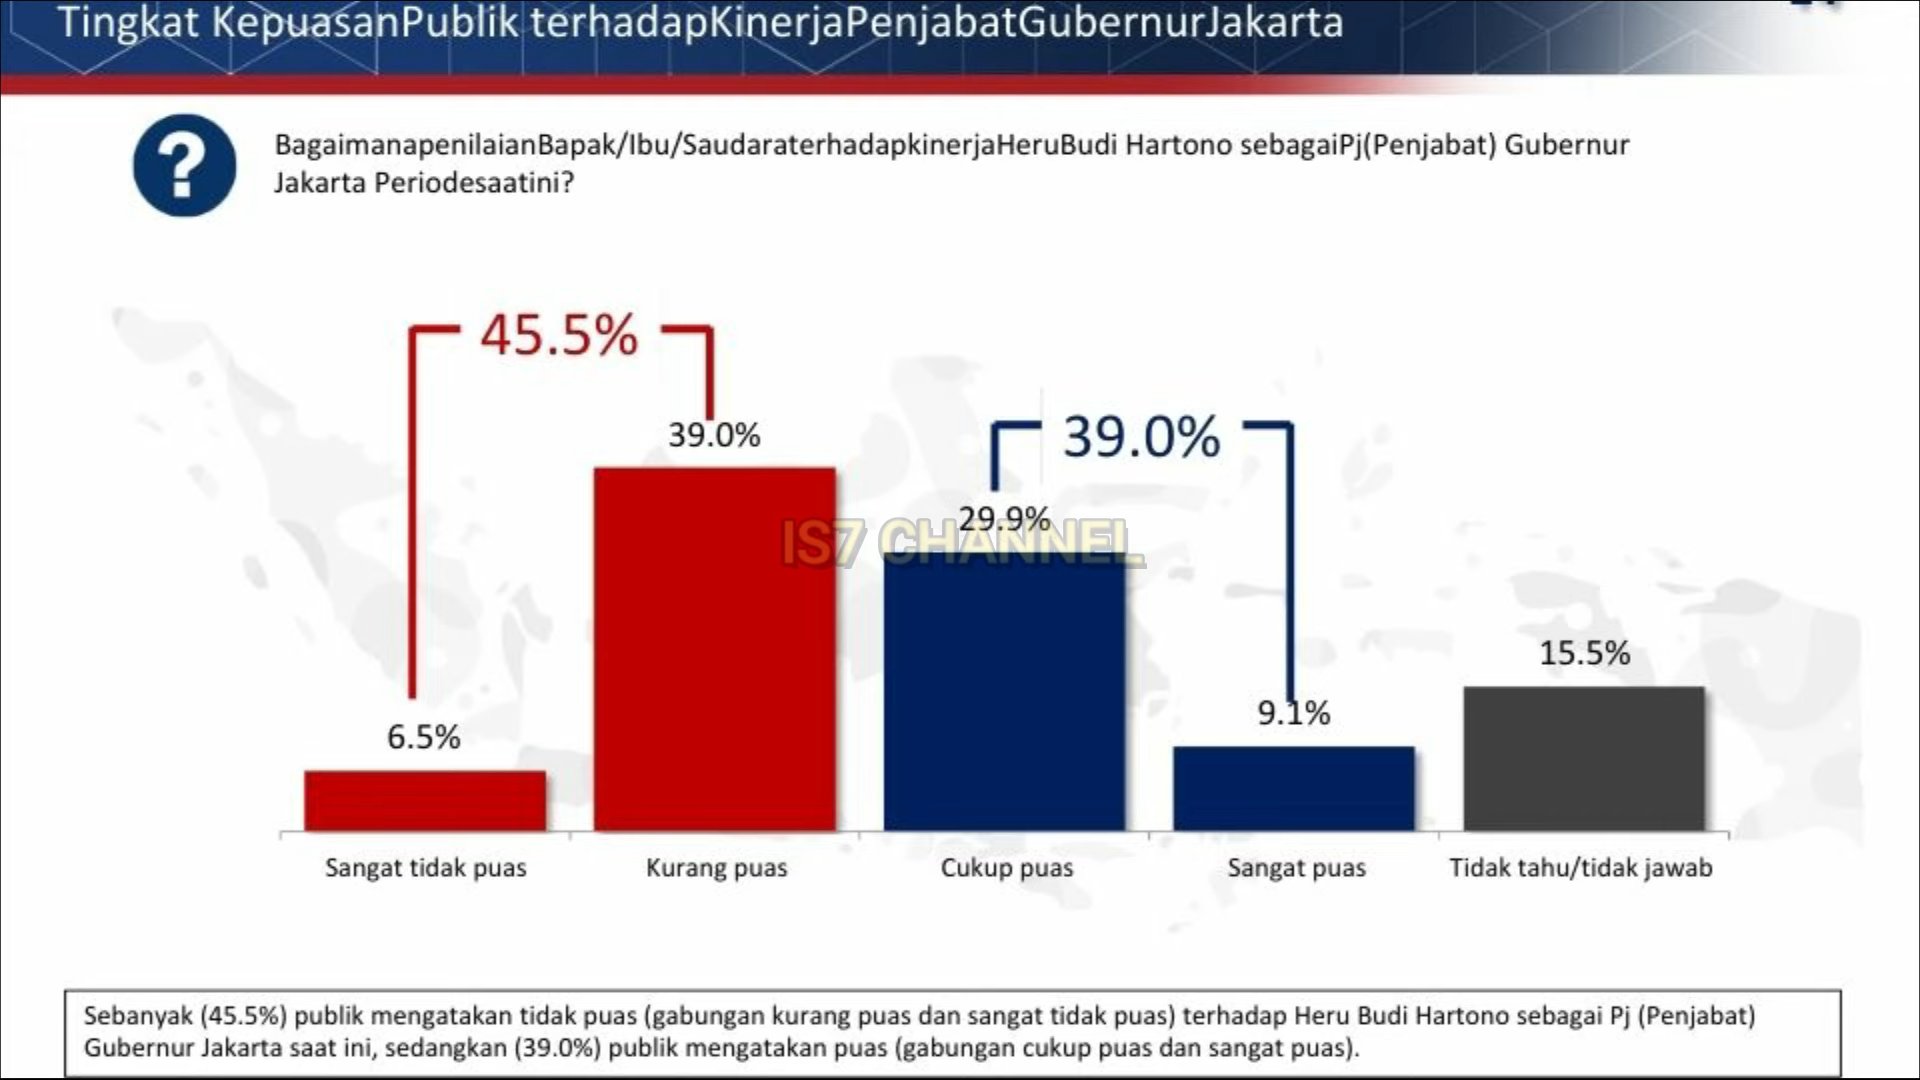 Tingkat KepuasanPublik terhadapKinerjaPenjabatGubernurJakarta
BagaimanapenilaianBapak/Ibu/SaudaraterhadapkinerjaHeruBudi Hartono sebagaiPj(Penjabat) Gubernur
Jakarta Periodesaatini?
45.5%
39.0%
39.0%
29.9%
IS7 CHANNEL
15.5%
9.1%
6.5%
Sangat tidak puas
Kurang puas
Cukup puas
Sangat puas
Tidak tahu/tidak jawab
Sebanyak (45.5%) publik mengatakan tidak puas (gabungan kurang puas dan sangat tidak puas) terhadap Heru Budi Hartono sebagai Pj (Penjabat)
Gubernur Jakarta saat ini, sedangkan (39.0%) publik mengatakan puas (gabungan cukup puas dan sangat puas).